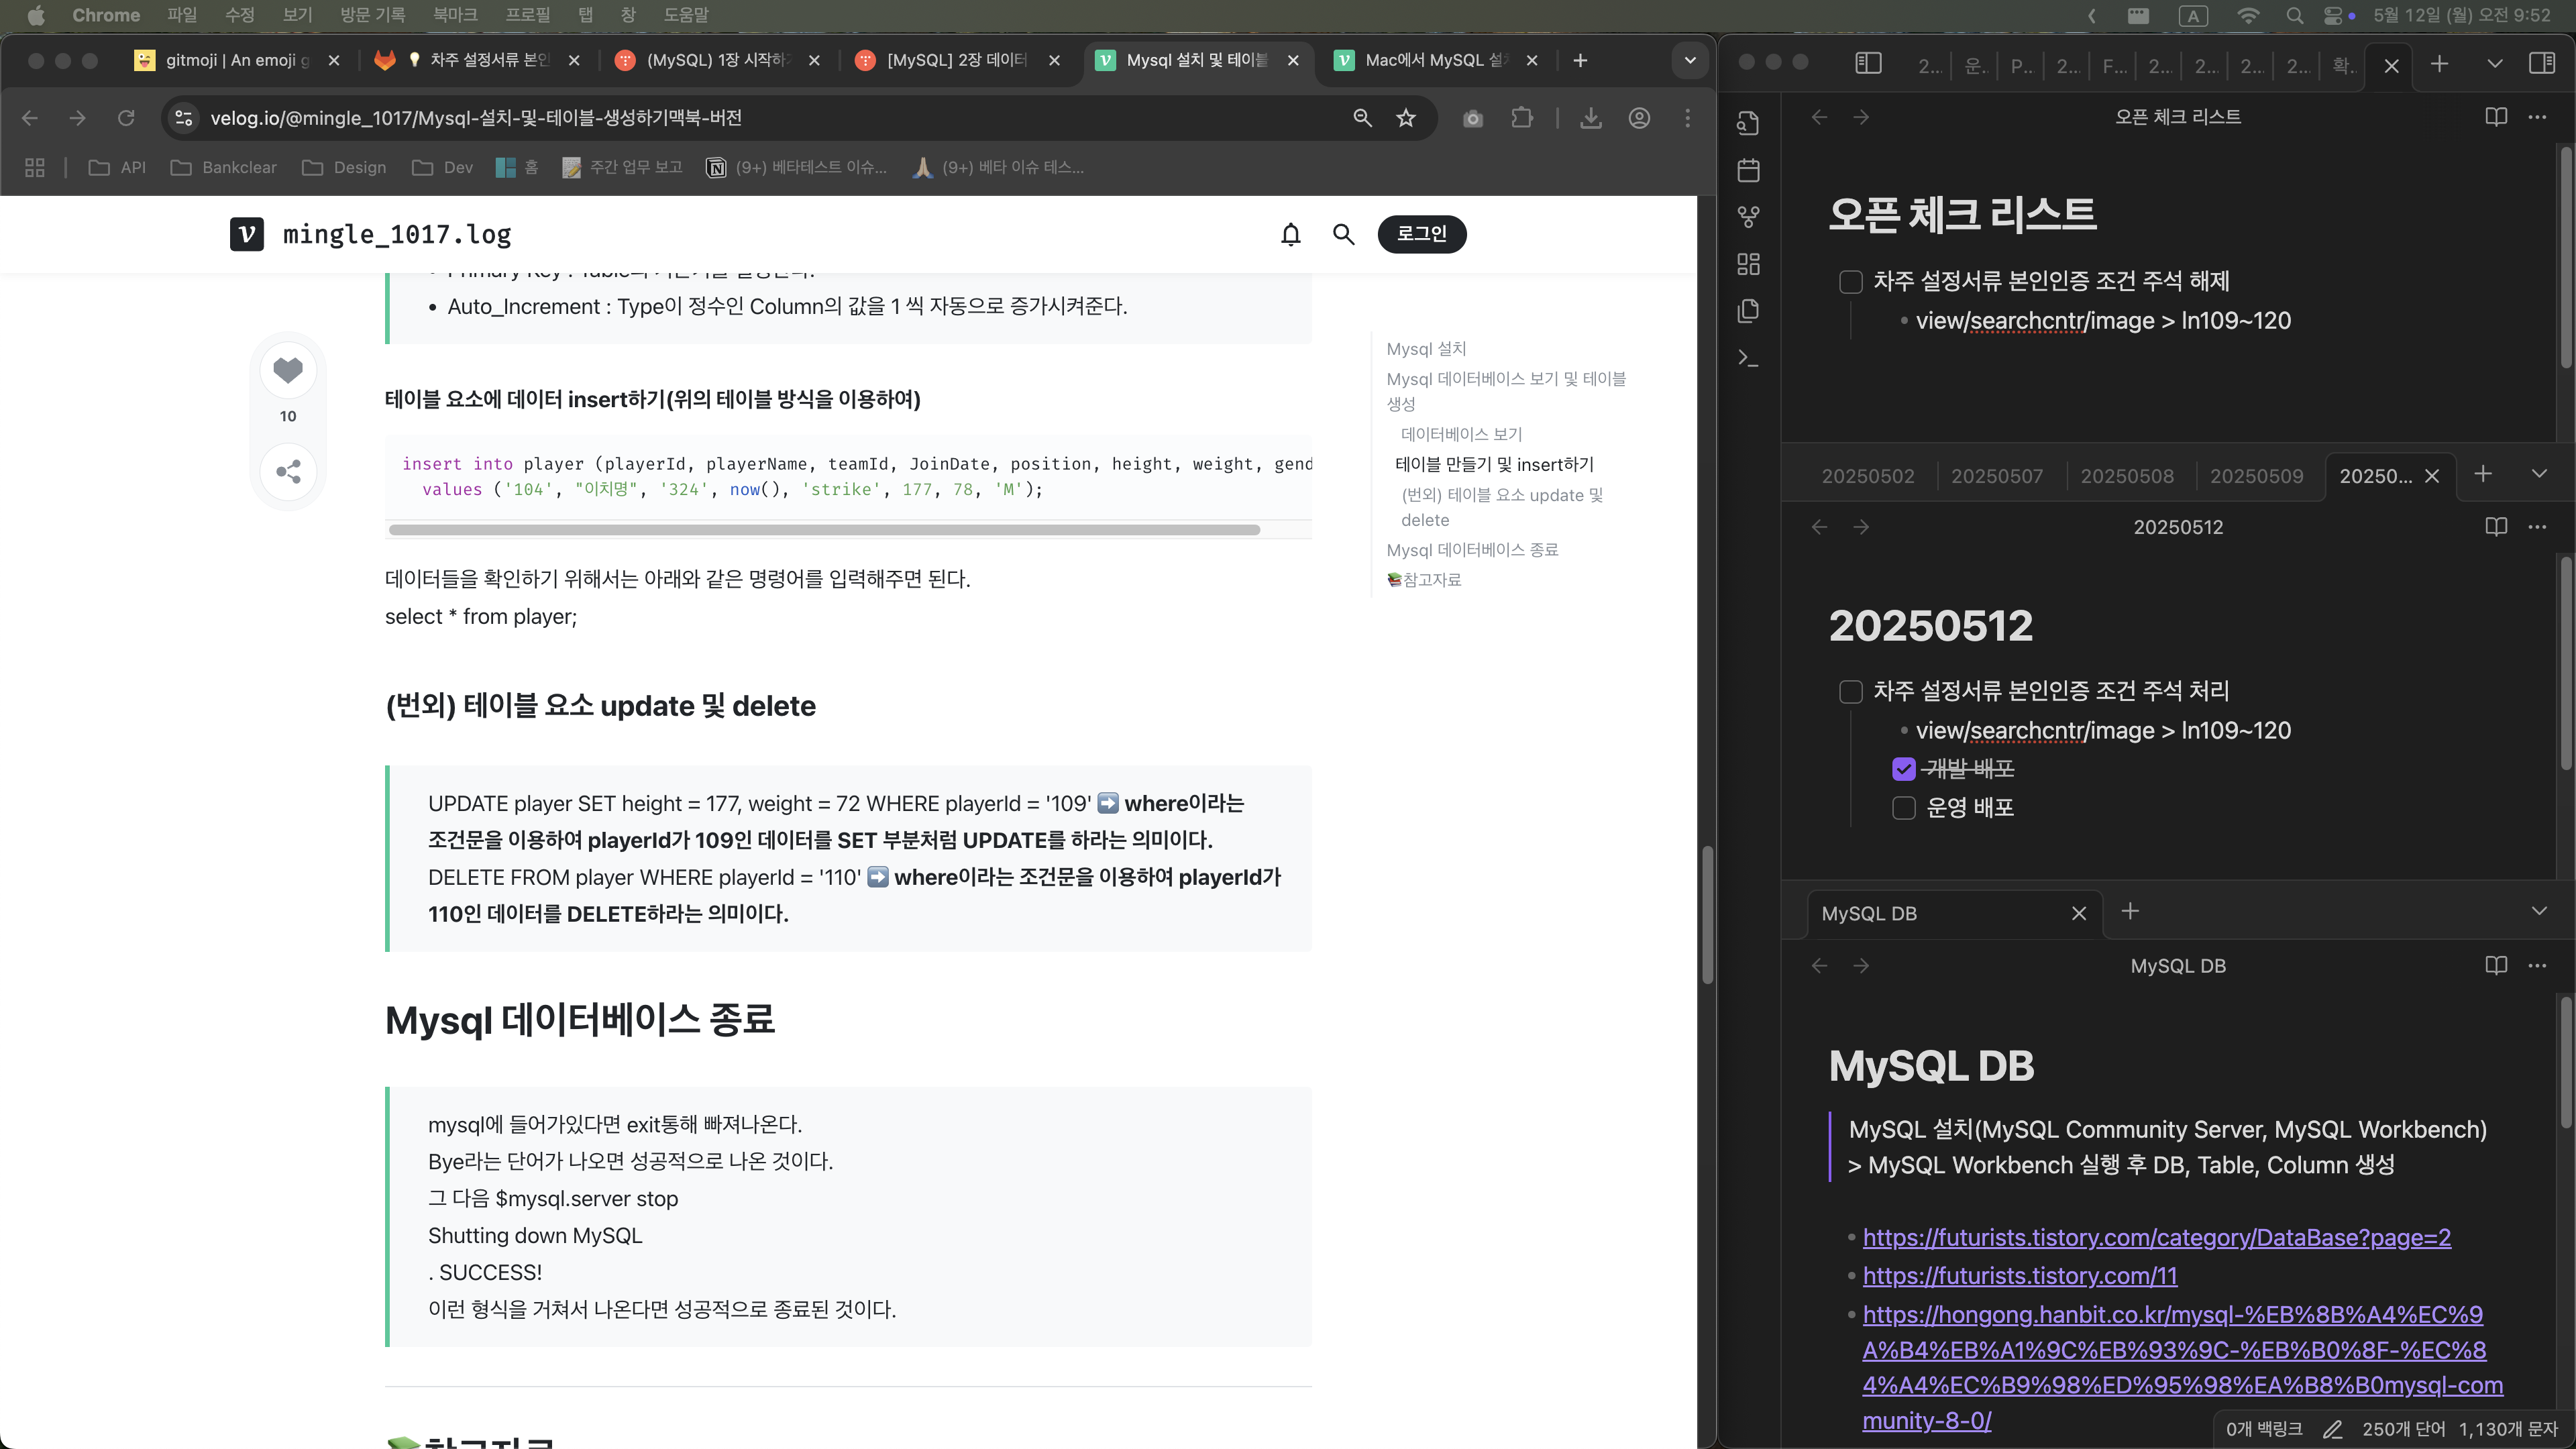 Chrome 파일 수정 보기 방문 기록 북마크 프로필 탭 창 도움말
A 5월 12일 (월) 오전 9:52
gitmoji | An emoji g
차주 설정서류 본인
(MySQL) 1장 시작하
[MySQL] 2장 데이터
Mysql 설치 및 테이블
Mac에서 MySQL 설
velog.io/@mingle_1017/Mysql-설치-및-테이블-생성하기맥북-버전
API Bankclear Design Dev 홈 주간 업무 보고 (9+) 베타테스트 이슈... (9+) 베타 이슈 테스...
mingle_1017.log
로그인
Auto_Increment : Type이 정수인 Column의 값을 1 씩 자동으로 증가시켜준다.
10
테이블 요소에 데이터 insert하기(위의 테이블 방식을 이용하여)
insert into player (playerId, playerName, teamId, JoinDate, position, height, weight, gend
values ('104', "이치명", '324', now(), 'strike', 177, 78, 'M');
데이터들을 확인하기 위해서는 아래와 같은 명령어를 입력해주면 된다.
select * from player;
(번외) 테이블 요소 update 및 delete
UPDATE player SET height = 177, weight = 72 WHERE playerId = '109' ➡️ where이라는
조건문을 이용하여 playerId가 109인 데이터를 SET 부분처럼 UPDATE를 하라는 의미이다.
DELETE FROM player WHERE playerId = '110' ➡️ where이라는 조건문을 이용하여 playerId가
110인 데이터를 DELETE하라는 의미이다.
Mysql 데이터베이스 종료
mysql에 들어가있다면 exit통해 빠져나온다.
Bye라는 단어가 나오면 성공적으로 나온 것이다.
그 다음 $mysql.server stop
Shutting down MySQL
. SUCCESS!
이런 형식을 거쳐서 나온다면 성공적으로 종료된 것이다.
📚참고자료
Mysql 설치
Mysql 데이터베이스 보기 및 테이블
생성
데이터베이스 보기
테이블 만들기 및 insert하기
(번외) 테이블 요소 update 및
delete
Mysql 데이터베이스 종료
📚참고자료
2... 운.. P... 2... F... 2... 2... 2... 2... 확..
오픈 체크 리스트
오픈 체크 리스트
차주 설정서류 본인인증 조건 주석 해제
view/searchcntr/image > ln109~120
20250502 20250507 20250508 20250509 20250...
20250512
20250512
차주 설정서류 본인인증 조건 주석 처리
view/searchcntr/image > ln109~120
개발 배포
운영 배포
MySQL DB
MySQL DB
MySQL DB
MySQL 설치(MySQL Community Server, MySQL Workbench)
> MySQL Workbench 실행 후 DB, Table, Column 생성
https://futurists.tistory.com/category/DataBase?page=2
https://futurists.tistory.com/11
https://hongong.hanbit.co.kr/mysql-%EB%8B%A4%EC%9
A%B4%EB%A1%9C%EB%93%9C-%EB%B0%8F-%EC%8
4%A4%EC%B9%98%ED%95%98%EA%B8%B0mysql-com
munity-8-0/
0개 백링크 250개 단어 1,130개 문자